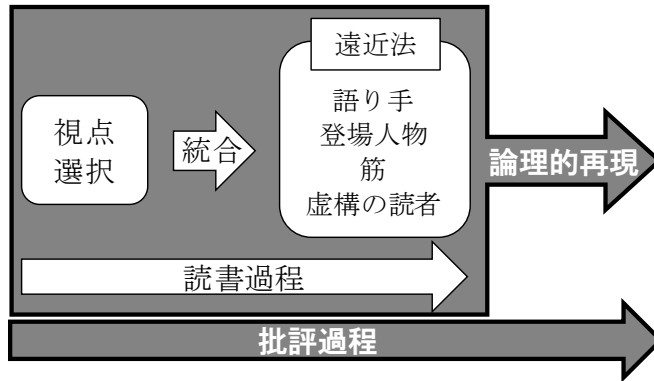 遠近法
視点
選択
統合
語り手
登場人物
筋
虚構の読者
論理的再現
読書過程
批評過程